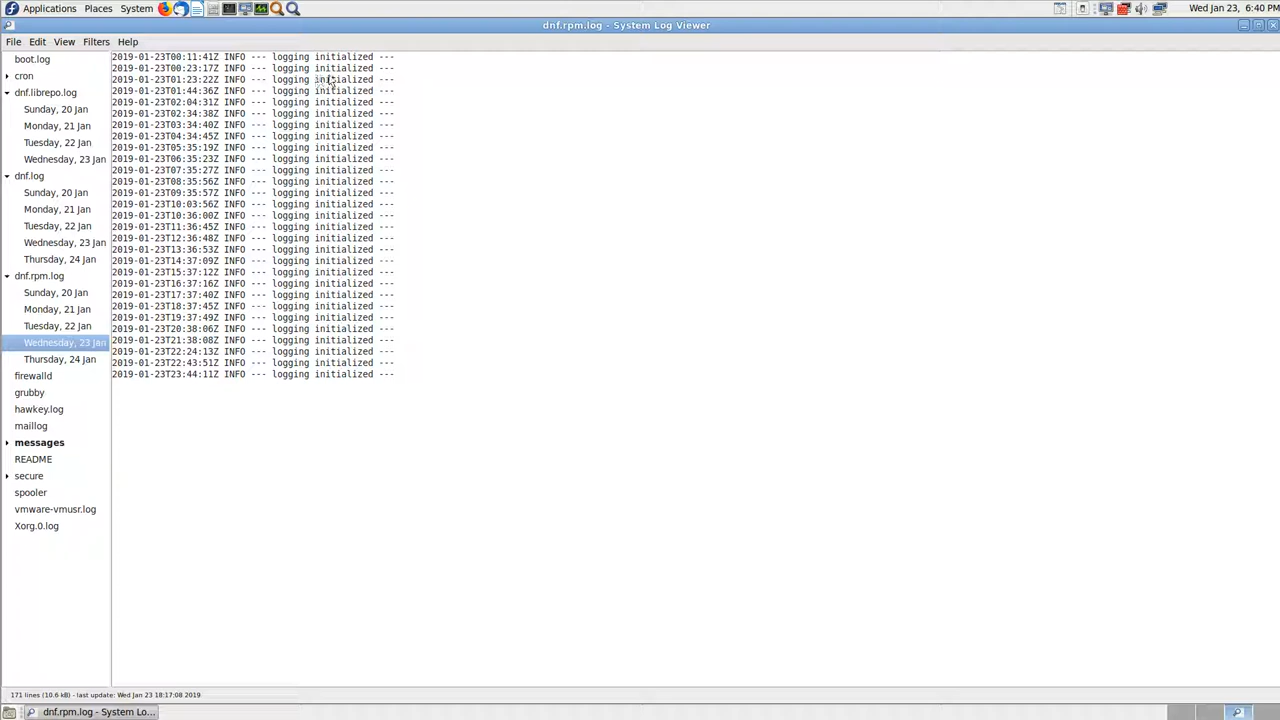 Applications Places System Wed Jan 23, 6:40 PM
dnf.rpm.log - System Log Viewer
File Edit View Filters Help
boot.log
cron
dnf.librepo.log
Sunday, 20 Jan
Monday, 21 Jan
Tuesday, 22 Jan
Wednesday, 23 Jan
dnf.log
Sunday, 20 Jan
Monday, 21 Jan
Tuesday, 22 Jan
Wednesday, 23 Jan
Thursday, 24 Jan
dnf.rpm.log
Sunday, 20 Jan
Monday, 21 Jan
Tuesday, 22 Jan
Wednesday, 23 Jan
Thursday, 24 Jan
firewalld
grubby
hawkey.log
maillog
messages
README
secure
spooler
vmware-vmusr.log
Xorg.0.log
2019-01-23T00:11:41Z INFO --- logging initialized ---
2019-01-23T00:23:17Z INFO --- logging initialized ---
2019-01-23T01:23:22Z INFO --- logging initialized ---
2019-01-23T01:44:36Z INFO --- logging initialized ---
2019-01-23T02:04:31Z INFO --- logging initialized ---
2019-01-23T02:34:38Z INFO --- logging initialized ---
2019-01-23T03:34:40Z INFO --- logging initialized ---
2019-01-23T04:34:45Z INFO --- logging initialized ---
2019-01-23T05:35:19Z INFO --- logging initialized ---
2019-01-23T06:35:23Z INFO --- logging initialized ---
2019-01-23T07:35:27Z INFO --- logging initialized ---
2019-01-23T08:35:56Z INFO --- logging initialized ---
2019-01-23T09:35:57Z INFO --- logging initialized ---
2019-01-23T10:03:56Z INFO --- logging initialized ---
2019-01-23T10:36:00Z INFO --- logging initialized ---
2019-01-23T11:36:45Z INFO --- logging initialized ---
2019-01-23T12:36:48Z INFO --- logging initialized ---
2019-01-23T13:36:53Z INFO --- logging initialized ---
2019-01-23T14:37:09Z INFO --- logging initialized ---
2019-01-23T15:37:12Z INFO --- logging initialized ---
2019-01-23T16:37:16Z INFO --- logging initialized ---
2019-01-23T17:37:40Z INFO --- logging initialized ---
2019-01-23T18:37:45Z INFO --- logging initialized ---
2019-01-23T19:37:49Z INFO --- logging initialized ---
2019-01-23T20:38:06Z INFO --- logging initialized ---
2019-01-23T21:38:08Z INFO --- logging initialized ---
2019-01-23T22:24:13Z INFO --- logging initialized ---
2019-01-23T22:43:51Z INFO --- logging initialized ---
2019-01-23T23:44:11Z INFO --- logging initialized ---
171 lines (10.6 kB) - last update: Wed Jan 23 18:17:08 2019
dnf.rpm.log - System Lo...